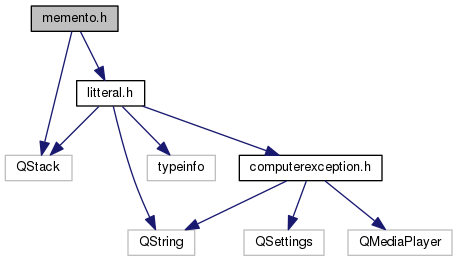 memento.h
litteral.h
QStack
typeinfo
computerexception.h
QString
QSettings
QMediaPlayer